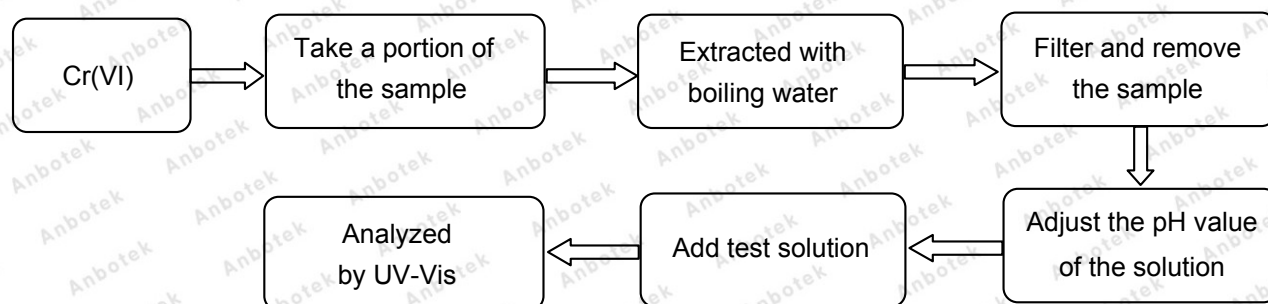 Cr(VI)
Take a portion of
the sample
Extracted with
boiling water
Filter and remove
the sample
Adjust the pH value
of the solution
Add test solution
Analyzed
by UV-Vis
Anbotek